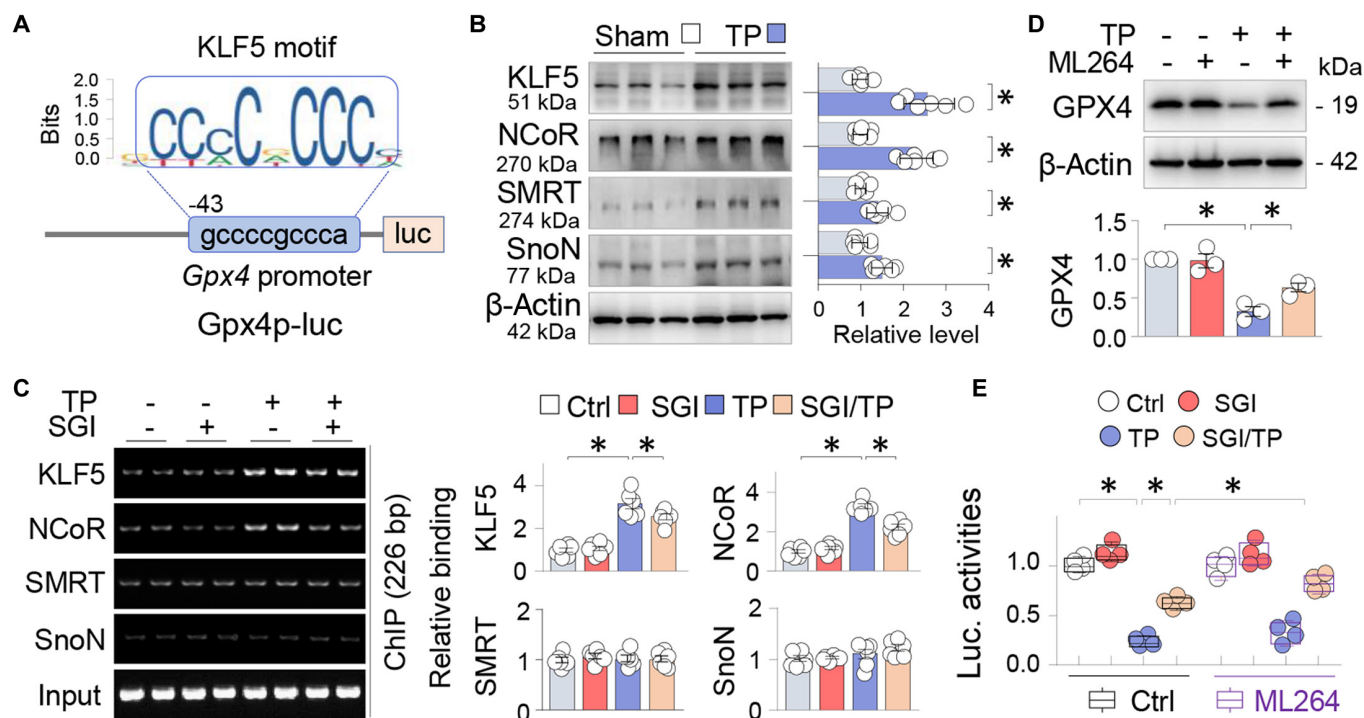 A
KLF5 motif
Bits
2.0
1.5
1.0
0.5
0.0
CCCC CCC
-43
gccccgccca
luc
Gpx4 promoter
Gpx4p-luc
B
Sham TP
KLF5
51 kDa
NCoR
270 kDa
SMRT
274 kDa
SnoN
77 kDa
β-Actin
42 kDa
*
*
*
*
0 1 2 3 4
Relative level
D
TP - - + +
ML264 - + - + kDa
GPX4 - 19
β-Actin - 42
* *
GPX4
1.5
1.0
0.5
0.0
C
TP - - + +
SGI - + - +
KLF5
NCoR
SMRT
SnoN
Input
ChIP (226 bp)
Relative binding
Ctrl SGI TP SGI/TP
* *
KLF5
4
2
0
* *
NCoR
4
2
0
SMRT
2
1
0
SnoN
2
1
0
E
Ctrl SGI
TP SGI/TP
* * *
Luc. activities
1.0
0.5
0.0
Ctrl ML264